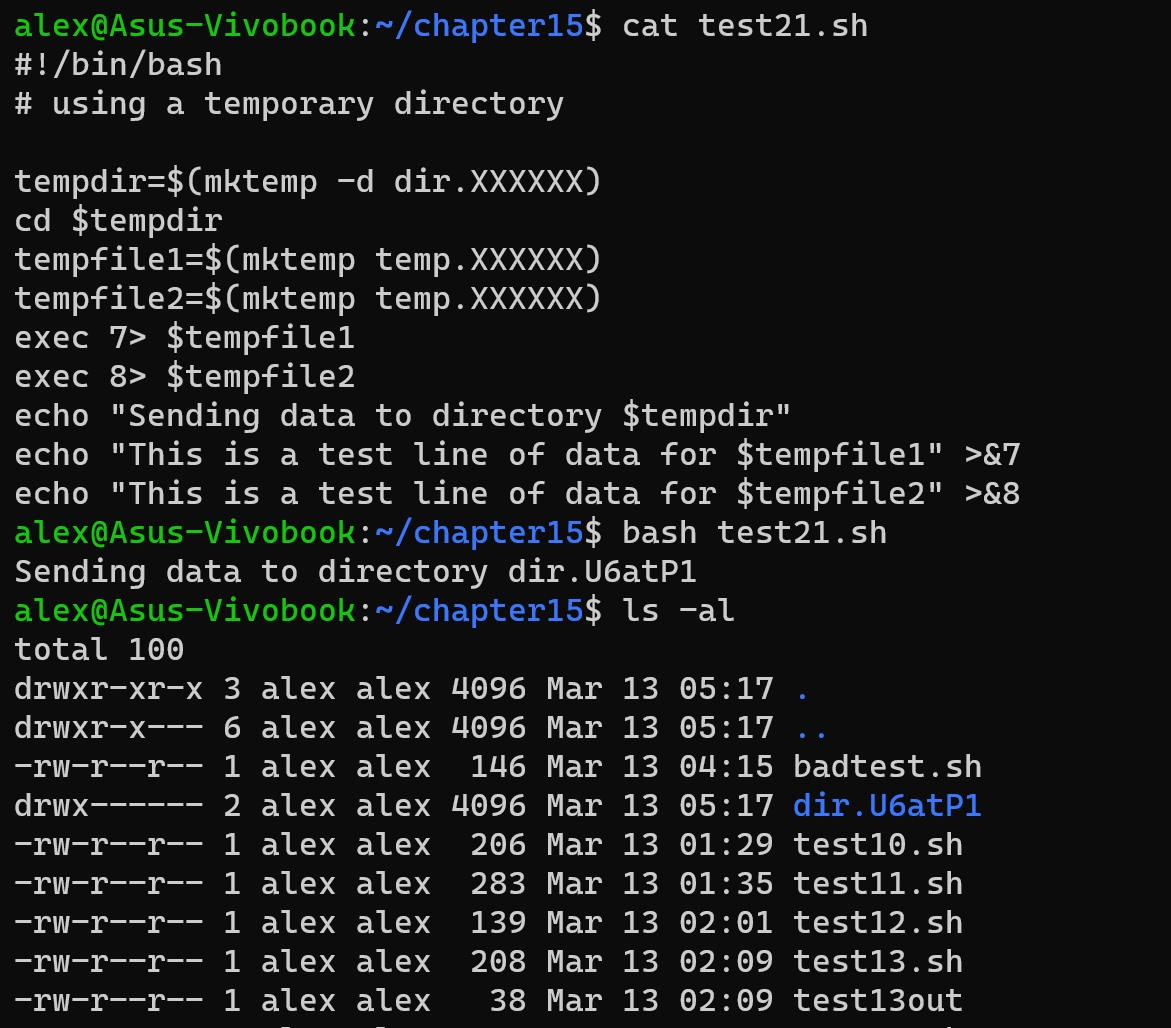 alex@Asus-Vivobook:~/chapter15$ cat test21.sh
#!/bin/bash
# using a temporary directory

tempdir=$(mktemp -d dir.XXXXXX)
cd $tempdir
tempfile1=$(mktemp temp.XXXXXX)
tempfile2=$(mktemp temp.XXXXXX)
exec 7> $tempfile1
exec 8> $tempfile2
echo "Sending data to directory $tempdir"
echo "This is a test line of data for $tempfile1" >&7
echo "This is a test line of data for $tempfile2" >&8
alex@Asus-Vivobook:~/chapter15$ bash test21.sh
Sending data to directory dir.U6atP1
alex@Asus-Vivobook:~/chapter15$ ls -al
total 100
drwxr-xr-x 3 alex alex 4096 Mar 13 05:17 .
drwxr-x--- 6 alex alex 4096 Mar 13 05:17 ..
-rw-r--r-- 1 alex alex  146 Mar 13 04:15 badtest.sh
drwx------ 2 alex alex 4096 Mar 13 05:17 dir.U6atP1
-rw-r--r-- 1 alex alex  206 Mar 13 01:29 test10.sh
-rw-r--r-- 1 alex alex  283 Mar 13 01:35 test11.sh
-rw-r--r-- 1 alex alex  139 Mar 13 02:01 test12.sh
-rw-r--r-- 1 alex alex  208 Mar 13 02:09 test13.sh
-rw-r--r-- 1 alex alex   38 Mar 13 02:09 test13out